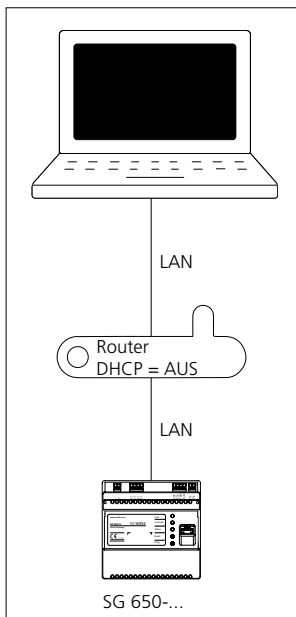 LAN
Router
DHCP = AUS
LAN
SG 650-...